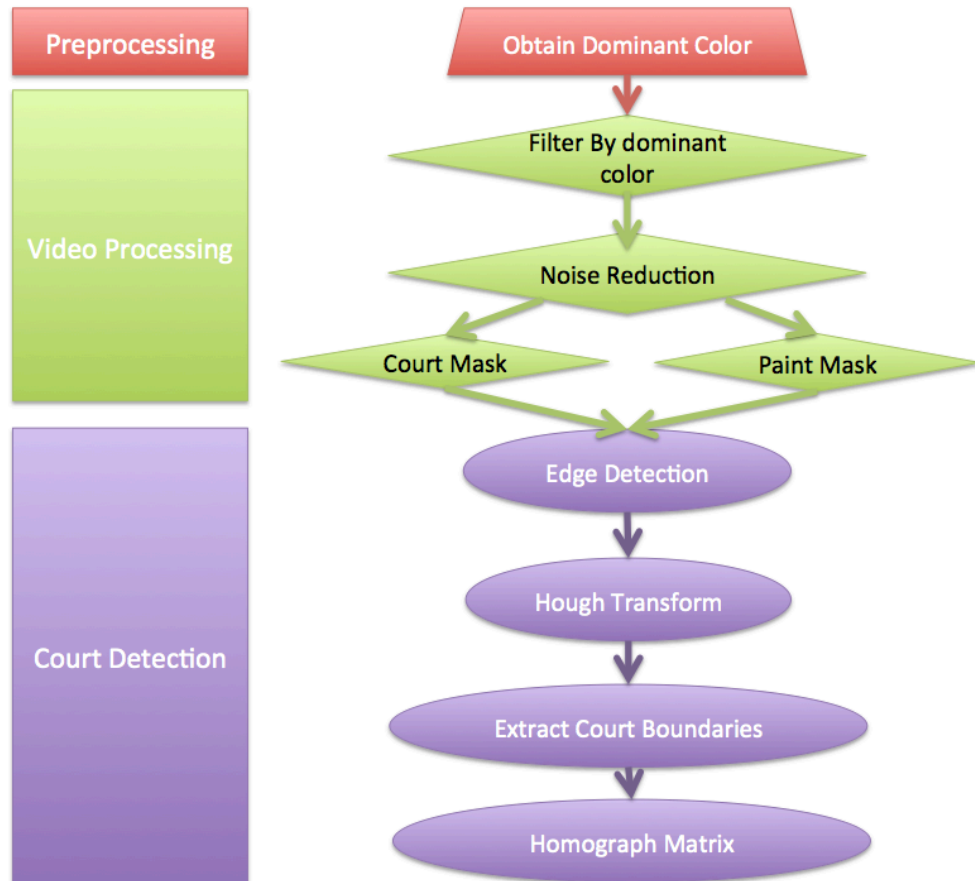 Preprocessing
Obtain Dominant Color
Filter By dominant
color
Video Processing
Noise Reduction
Court Mask
Paint Mask
Edge Detection
Hough Transform
Court Detection
Extract Court Boundaries
Homograph Matrix